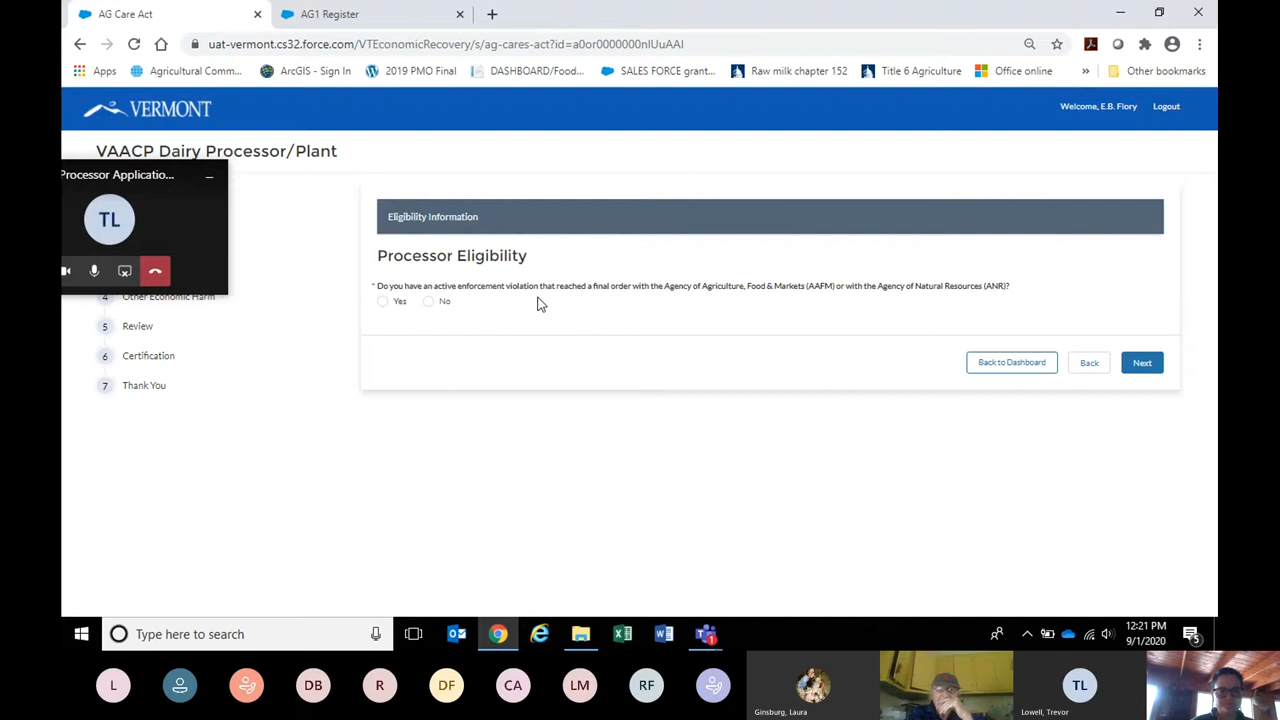 AG Care Act
AG1 Register
uat-vermont.cs32.force.com/VTEconomicRecovery/s/ag-cares-act?id=a0or0000000nIUuAAI
Apps
Agricultural Comm...
ArcGIS - Sign In
2019 PMO Final
DASHBOARD/Food...
SALES FORCE grant...
Raw milk chapter 152
Title 6 Agriculture
Office online
»
Other bookmarks
VERMONT
Welcome, E.B. Flory
Logout
VAACP Dairy Processor/Plant
Processor Applicatio...
TL
Eligibility Information
Processor Eligibility
* Do you have an active enforcement violation that reached a final order with the Agency of Agriculture, Food & Markets (AAFM) or with the Agency of Natural Resources (ANR)?
Yes
No
4 Other Economic Harm
5 Review
6 Certification
7 Thank You
Back to Dashboard
Back
Next
Type here to search
12:21 PM
9/1/2020
L
DB
R
DF
CA
LM
RF
Ginsburg, Laura
TL
Lowell, Trevor